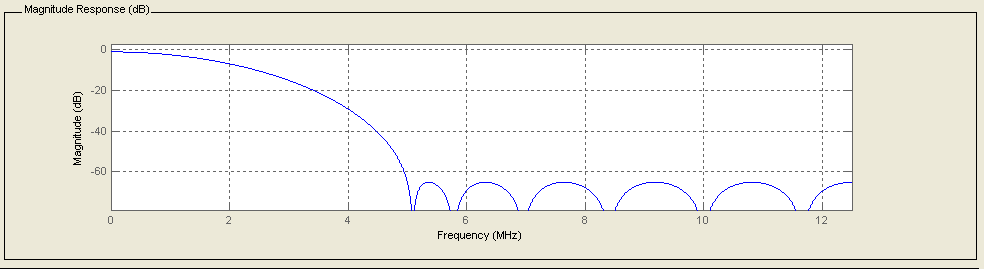 Magnitude Response (dB)
Magnitude (dB)
0
-20
-40
-60
0 2 4 6 8 10 12
Frequency (MHz)